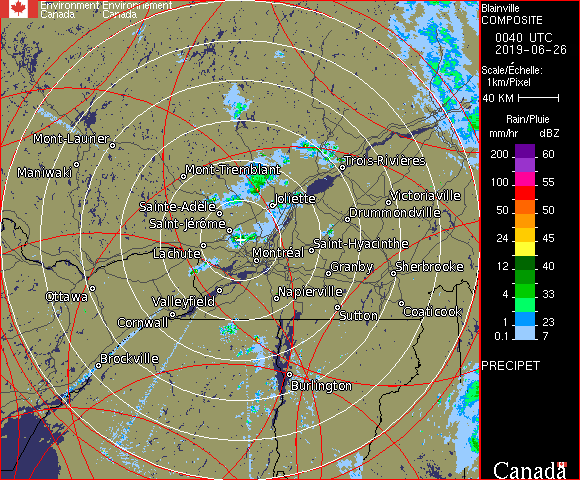 Environment Environnement
Canada Canada
Blainville
COMPOSITE
0040 UTC
2019-06-26
Scale/Échelle:
1km/Pixel
40 KM
Rain/Pluie
mm/hr dBZ
200 60
100 55
50 50
24 45
12 40
4 33
1 23
0.1 7
PRECIPET
Mont-Laurier
Maniwaki
Mont-Tremblant
Trois-Rivières
Sainte-Adèle
Joliette
Victoriaville
Drummondville
Saint-Jérôme
Lachute
Montréal
Saint-Hyacinthe
Granby
Sherbrooke
Ottawa
Valleyfield
Napierville
Cornwall
Sutton
Coaticook
Brockville
Burlington
Canada